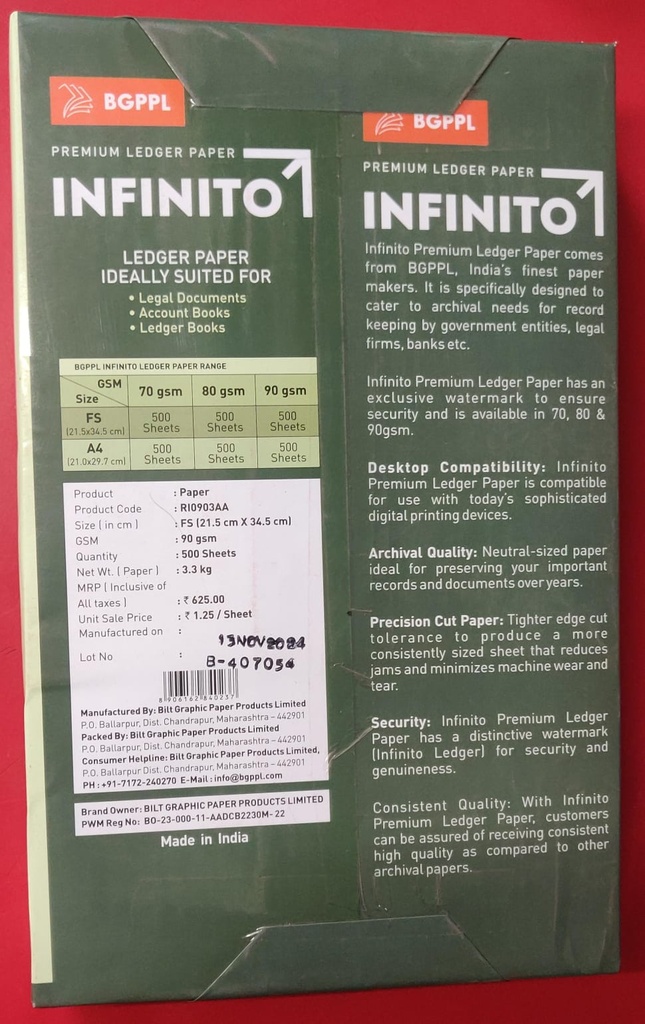 BGPPL
PREMIUM LEDGER PAPER
INFINITO
LEDGER PAPER
IDEALLY SUITED FOR
• Legal Documents
• Account Books
• Ledger Books
BGPPL INFINITO LEDGER PAPER RANGE
GSM
Size
70 gsm 80 gsm 90 gsm
FS
(21.5x34.5 cm)
500 Sheets 500 Sheets 500 Sheets
A4
(21.0x29.7 cm)
500 Sheets 500 Sheets 500 Sheets
Product : Paper
Product Code : RI0903AA
Size ( in cm ) : FS (21.5 cm X 34.5 cm)
GSM : 90 gsm
Quantity : 500 Sheets
Net Wt. ( Paper ) : 3.3 kg
MRP ( Inclusive of
All taxes ) : ₹ 625.00
Unit Sale Price : ₹ 1.25 / Sheet
Manufactured on :
13NOV2024
Lot No : B-407054
8 906162 840237
Manufactured By: Bilt Graphic Paper Products Limited
P.O. Ballarpur, Dist. Chandrapur, Maharashtra – 442901
Packed By: Bilt Graphic Paper Products Limited
P.O. Ballarpur, Dist. Chandrapur, Maharashtra – 442901
Consumer Helpline: Bilt Graphic Paper Products Limited,
P.O. Ballarpur Dist. Chandrapur, Maharashtra – 442901
PH : +91-7172-240270 E-Mail : info@bgppl.com
Brand Owner: BILT GRAPHIC PAPER PRODUCTS LIMITED
PWM Reg No: BO-23-000-11-AADCB2230M- 22
Made in India
BGPPL
PREMIUM LEDGER PAPER
INFINITO
Infinito Premium Ledger Paper comes
from BGPPL, India's finest paper
makers. It is specifically designed to
cater to archival needs for record
keeping by government entities, legal
firms, banks etc.
Infinito Premium Ledger Paper has an
exclusive watermark to ensure
security and is available in 70, 80 &
90gsm.
Desktop Compatibility: Infinito
Premium Ledger Paper is compatible
for use with today's sophisticated
digital printing devices.
Archival Quality: Neutral-sized paper
ideal for preserving your important
records and documents over years.
Precision Cut Paper: Tighter edge cut
tolerance to produce a more
consistently sized sheet that reduces
jams and minimizes machine wear and
tear.
Security: Infinito Premium Ledger
Paper has a distinctive watermark
(Infinito Ledger) for security and
genuineness.
Consistent Quality: With Infinito
Premium Ledger Paper, customers
can be assured of receiving consistent
high quality as compared to other
archival papers.